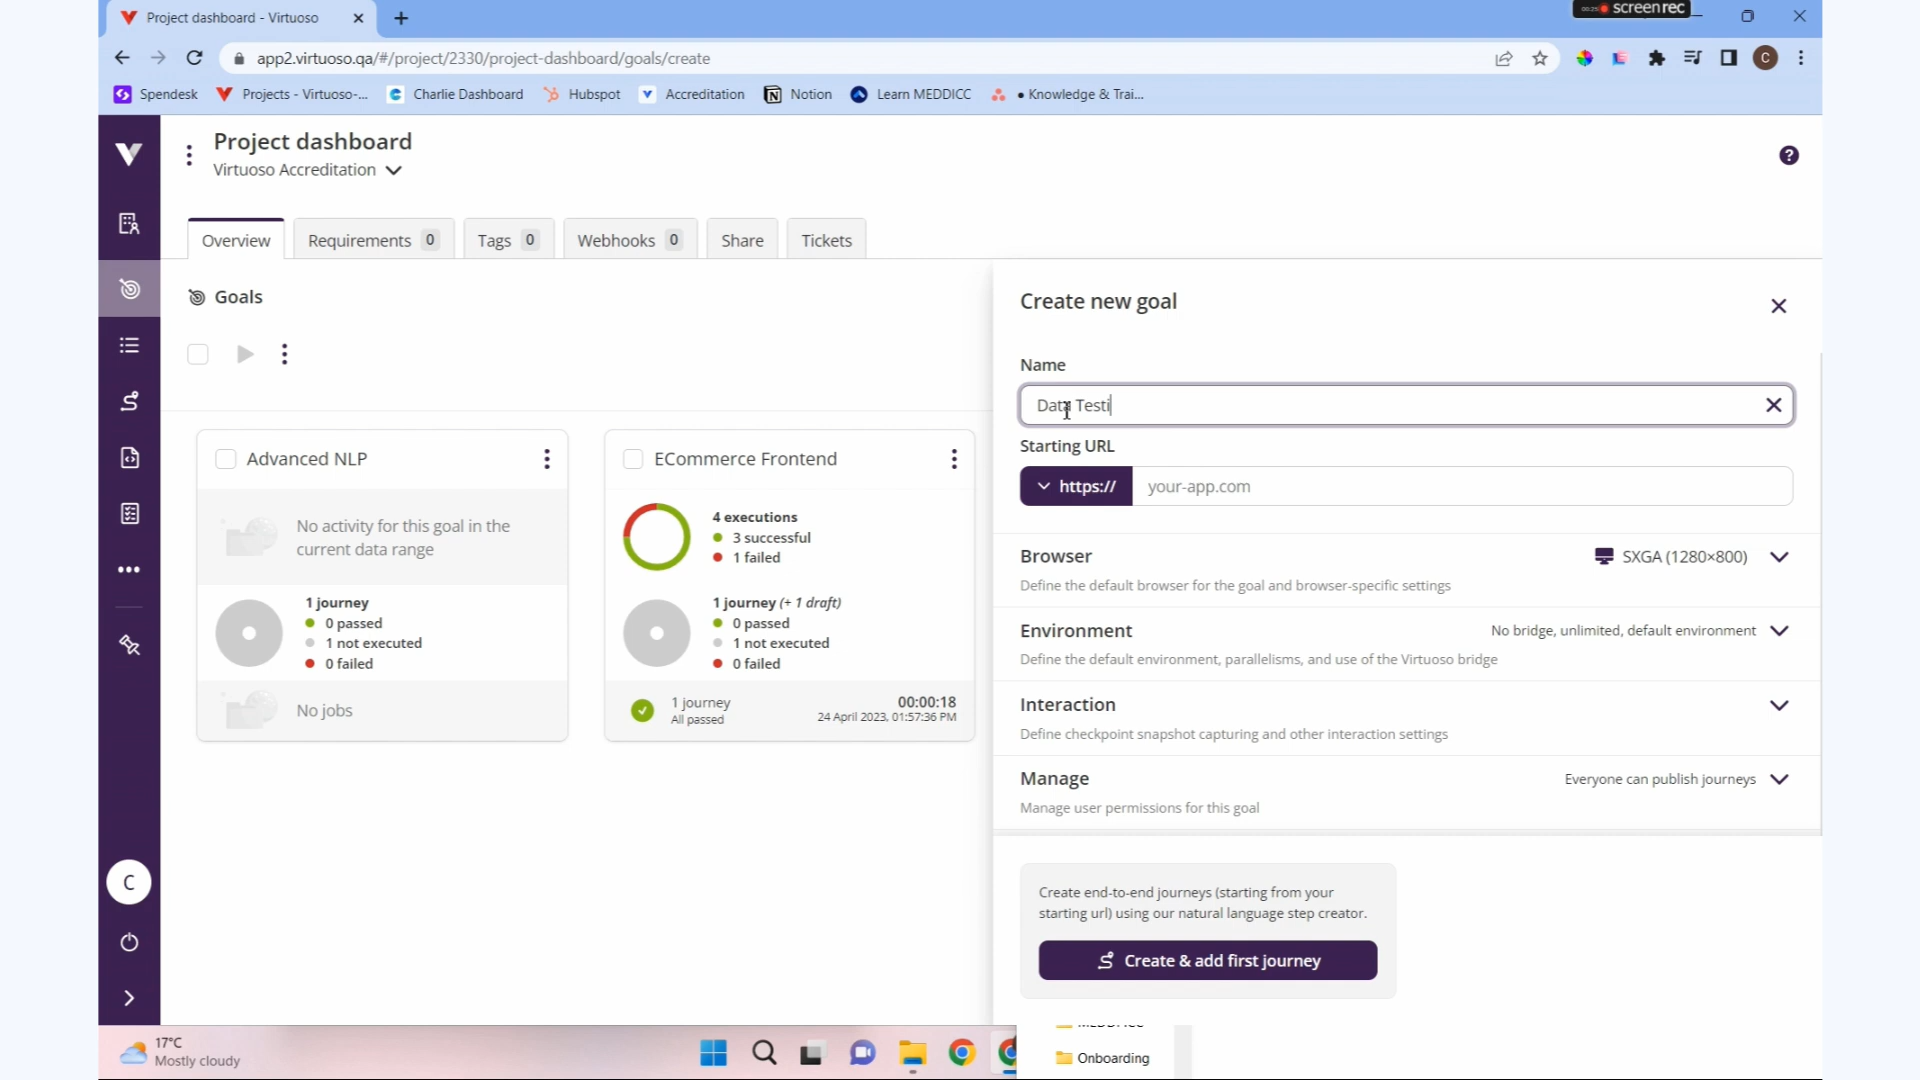 Project dashboard - Virtuoso
screenrec
app2.virtuoso.qa/#/project/2330/project-dashboard/goals/create
C
Spendesk
Projects - Virtuoso-...
Charlie Dashboard
Hubspot
Accreditation
Notion
Learn MEDDICC
• Knowledge & Trai...
Project dashboard
Virtuoso Accreditation
?
Overview
Requirements 0
Tags 0
Webhooks 0
Share
Tickets
Goals
Advanced NLP
No activity for this goal in the
current data range
1 journey
0 passed
1 not executed
0 failed
No jobs
ECommerce Frontend
4 executions
3 successful
1 failed
1 journey (+ 1 draft)
0 passed
1 not executed
0 failed
1 journey
All passed
00:00:18
24 April 2023, 01:57:36 PM
Create new goal
Name
Data Testi
Starting URL
https://
your-app.com
Browser
SXGA (1280×800)
Define the default browser for the goal and browser-specific settings
Environment
No bridge, unlimited, default environment
Define the default environment, parallelisms, and use of the Virtuoso bridge
Interaction
Define checkpoint snapshot capturing and other interaction settings
Manage
Everyone can publish journeys
Manage user permissions for this goal
Create end-to-end journeys (starting from your
starting url) using our natural language step creator.
Create & add first journey
C
17°C
Mostly cloudy
Onboarding